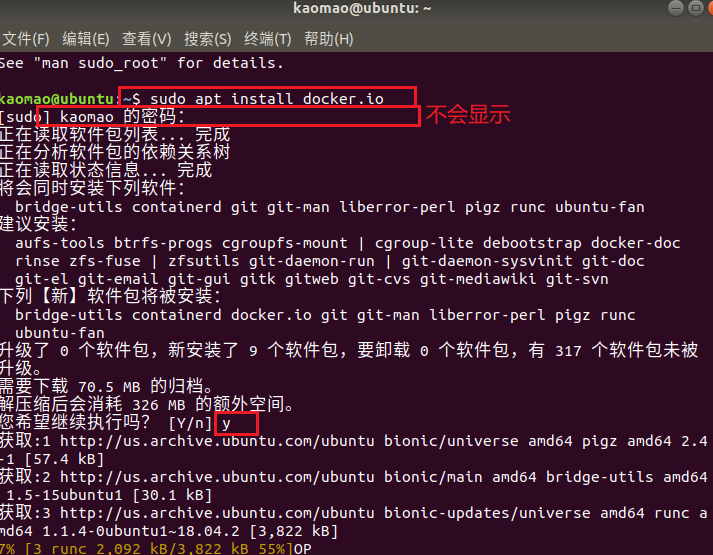 kaomao@ubuntu: ~
文件(F) 编辑(E) 查看(V) 搜索(S) 终端(T) 帮助(H)
See "man sudo_root" for details.
kaomao@ubuntu:~$ sudo apt install docker.io
[sudo] kaomao 的密码：
不会显示
正在读取软件包列表... 完成
正在分析软件包的依赖关系树
正在读取状态信息... 完成
将会同时安装下列软件：
bridge-utils containerd git git-man liberror-perl pigz runc ubuntu-fan
建议安装：
aufs-tools btrfs-progs cgroupfs-mount | cgroup-lite debootstrap docker-doc
rinse zfs-fuse | zfsutils git-daemon-run | git-daemon-sysvinit git-doc
git-el git-email git-gui gitk gitweb git-cvs git-mediawiki git-svn
下列【新】软件包将被安装：
bridge-utils containerd docker.io git git-man liberror-perl pigz runc
ubuntu-fan
升级了 0 个软件包，新安装了 9 个软件包，要卸载 0 个软件包，有 317 个软件包未被
升级。
需要下载 70.5 MB 的归档。
解压缩后会消耗 326 MB 的额外空间。
您希望继续执行吗？ [Y/n] y
获取:1 http://us.archive.ubuntu.com/ubuntu bionic/universe amd64 pigz amd64 2.4
-1 [57.4 kB]
获取:2 http://us.archive.ubuntu.com/ubuntu bionic/main amd64 bridge-utils amd64
1.5-15ubuntu1 [30.1 kB]
获取:3 http://us.archive.ubuntu.com/ubuntu bionic-updates/universe amd64 runc a
md64 1.1.4-0ubuntu1~18.04.2 [3,822 kB]
7% [3 runc 2,092 kB/3,822 kB 55%]OP